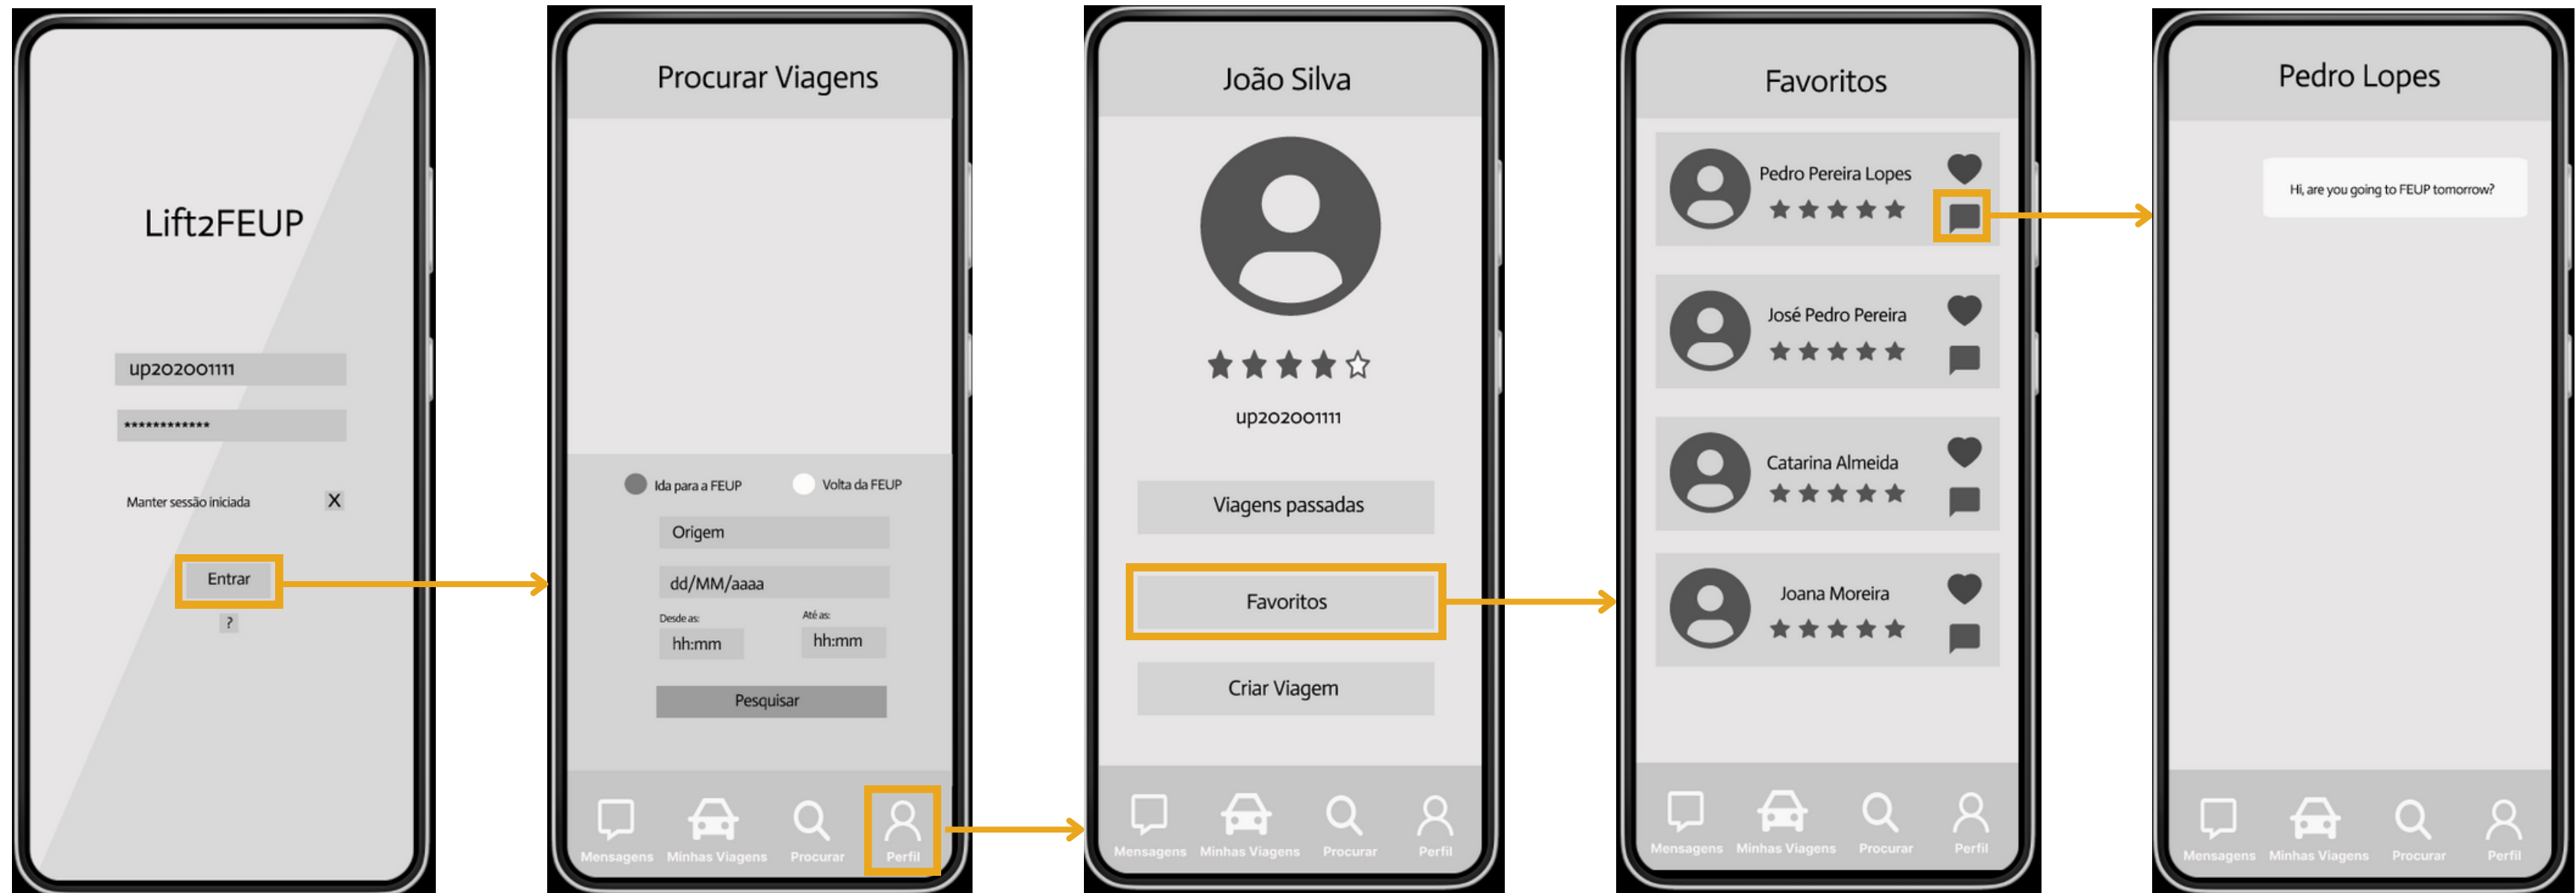 Lift2FEUP
up202001111
************
Manter sessão iniciada X
Entrar
?
Procurar Viagens
Ida para a FEUP Volta da FEUP
Origem
dd/MM/aaaa
Desde as: Até as:
hh:mm hh:mm
Pesquisar
Mensagens Minhas Viagens Procurar Perfil
João Silva
up202001111
Viagens passadas
Favoritos
Criar Viagem
Mensagens Minhas Viagens Procurar Perfil
Favoritos
Pedro Pereira Lopes
José Pedro Pereira
Catarina Almeida
Joana Moreira
Mensagens Minhas Viagens Procurar Perfil
Pedro Lopes
Hi, are you going to FEUP tomorrow?
Mensagens Minhas Viagens Procurar Perfil